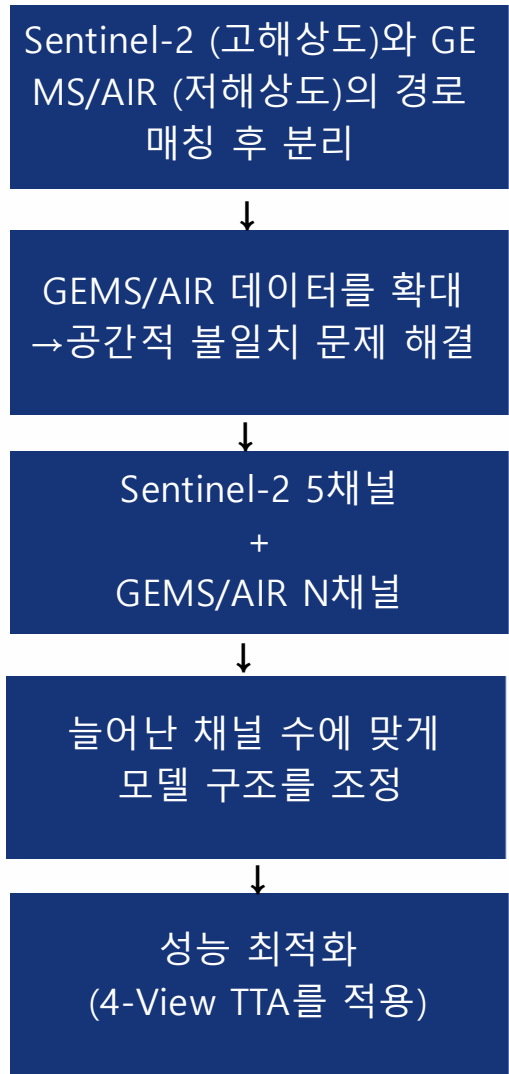 Sentinel-2 (고해상도)와 GE
MS/AIR (저해상도)의 경로
매칭 후 분리
↓
GEMS/AIR 데이터를 확대
→공간적 불일치 문제 해결
↓
Sentinel-2 5채널
+
GEMS/AIR N채널
↓
늘어난 채널 수에 맞게
모델 구조를 조정
↓
성능 최적화
(4-View TTA를 적용)